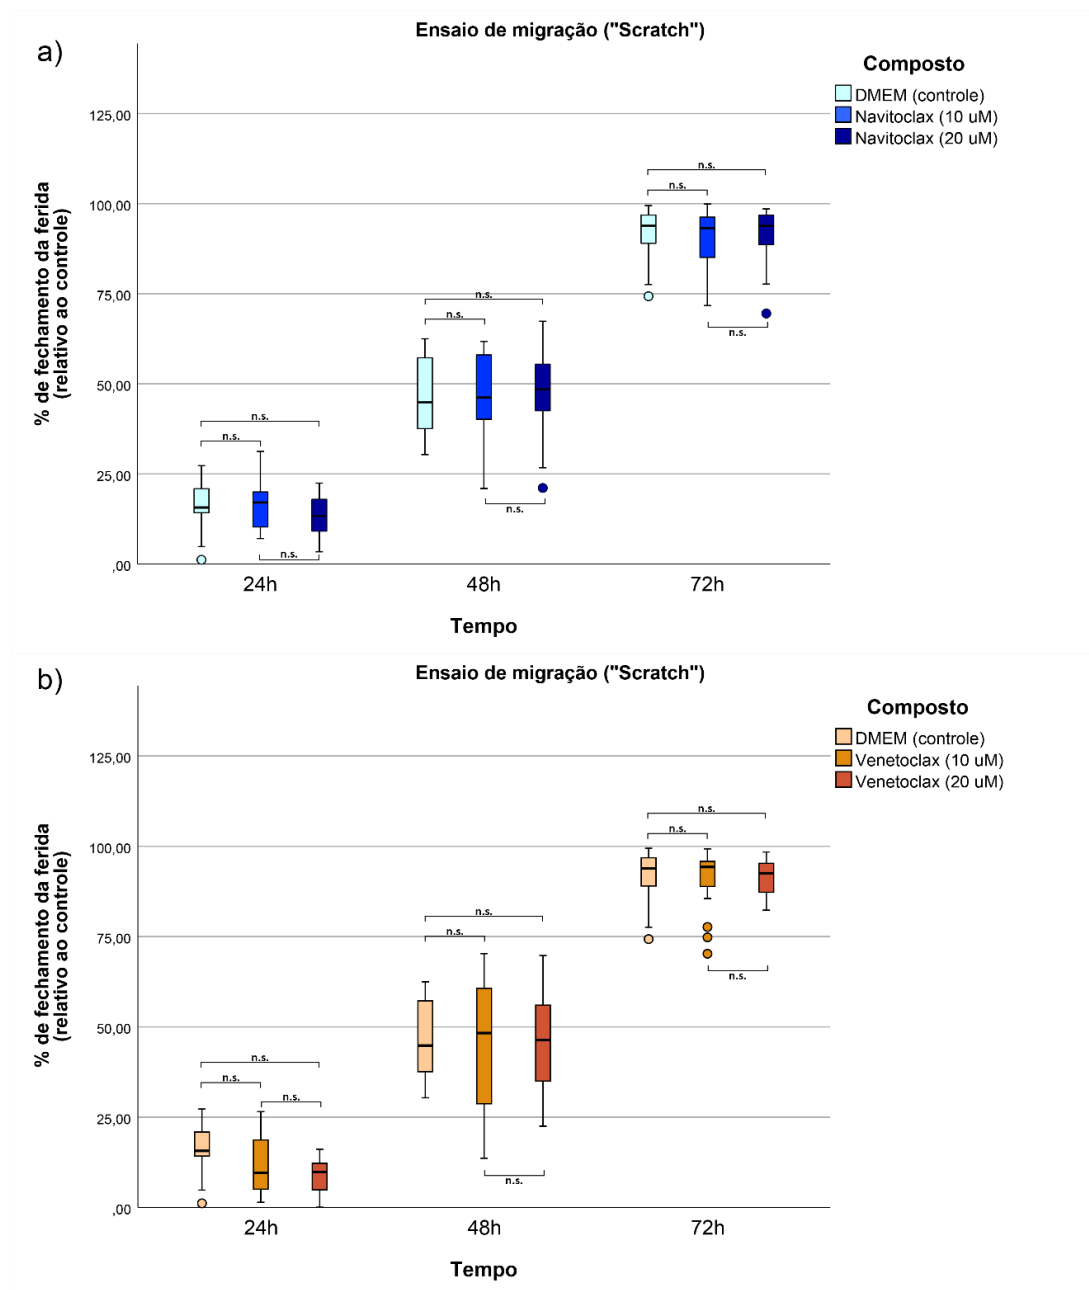 a)
Ensaio de migração ("Scratch")
Composto
DMEM (controle)
Navitoclax (10 uM)
Navitoclax (20 uM)
% de fechamento da ferida
(relativo ao controle)
125,00
100,00
75,00
50,00
25,00
,00
n.s.
n.s.
n.s.
n.s.
n.s.
n.s.
n.s.
n.s.
n.s.
24h
48h
72h
Tempo
b)
Ensaio de migração ("Scratch")
Composto
DMEM (controle)
Venetoclax (10 uM)
Venetoclax (20 uM)
% de fechamento da ferida
(relativo ao controle)
125,00
100,00
75,00
50,00
25,00
,00
n.s.
n.s.
n.s.
n.s.
n.s.
n.s.
n.s.
n.s.
n.s.
24h
48h
72h
Tempo